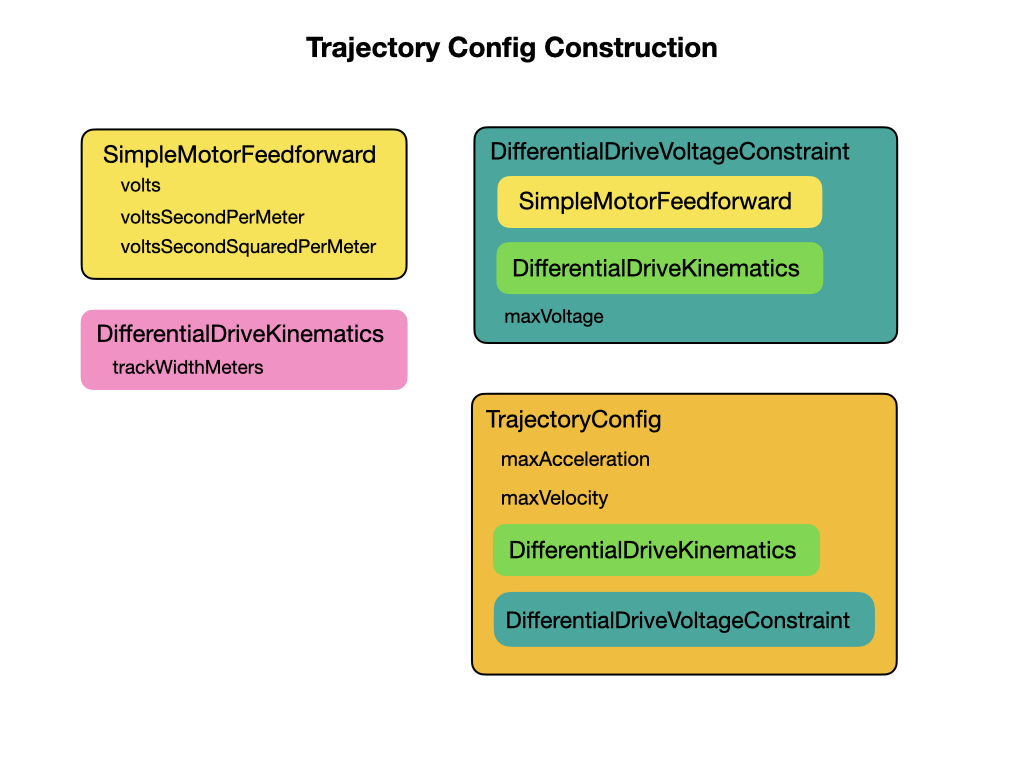 Trajectory Config Construction
SimpleMotorFeedforward
volts
voltsSecondPerMeter
voltsSecondSquaredPerMeter
DifferentialDriveKinematics
trackWidthMeters
DifferentialDriveVoltageConstraint
SimpleMotorFeedforward
DifferentialDriveKinematics
maxVoltage
TrajectoryConfig
maxAcceleration
maxVelocity
DifferentialDriveKinematics
DifferentialDriveVoltageConstraint